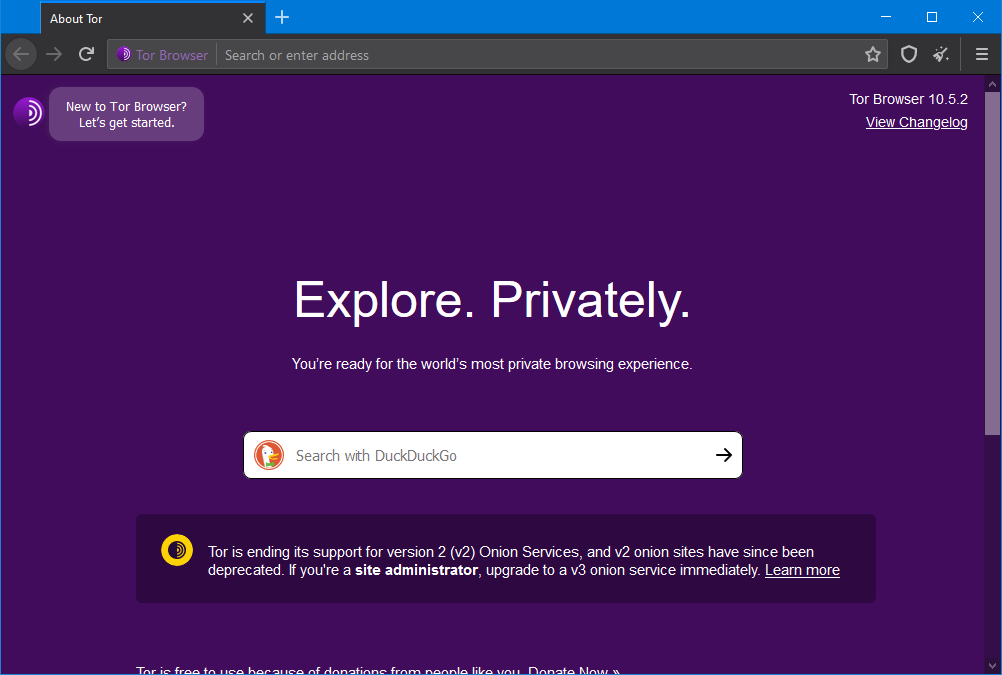 About Tor
Tor Browser
Search or enter address
New to Tor Browser?
Let's get started.
Tor Browser 10.5.2
View Changelog
Explore. Privately.
You're ready for the world's most private browsing experience.
Search with DuckDuckGo
Tor is ending its support for version 2 (v2) Onion Services, and v2 onion sites have since been
deprecated. If you're a site administrator, upgrade to a v3 onion service immediately. Learn more
Tor is free to use because of donations from people like you. Donate Now »